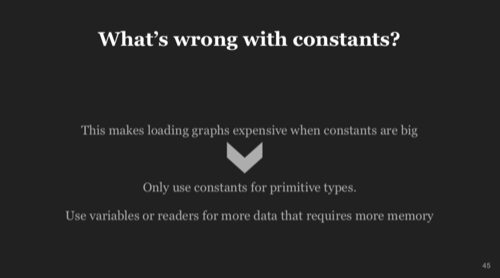 What’s wrong with constants?
This makes loading graphs expensive when constants are big
Only use constants for primitive types.
Use variables or readers for more data that requires more memory
45